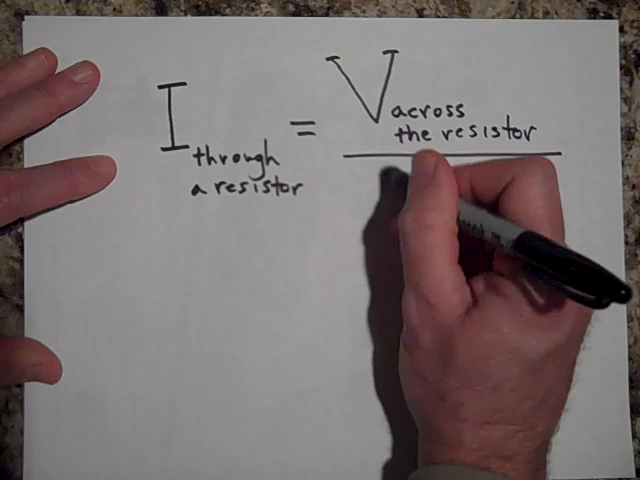 I through a resistor = V across the resistor